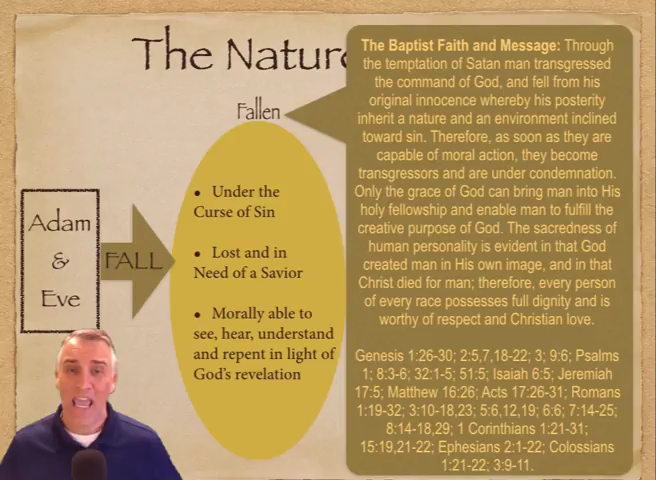 The Nature
Fallen
Adam
&
Eve
FALL
• Under the
Curse of Sin
• Lost and in
Need of a Savior
• Morally able to
see, hear, understand
and repent in light of
God's revelation
The Baptist Faith and Message: Through
the temptation of Satan man transgressed
the command of God, and fell from his
original innocence whereby his posterity
inherit a nature and an environment inclined
toward sin. Therefore, as soon as they are
capable of moral action, they become
transgressors and are under condemnation.
Only the grace of God can bring man into His
holy fellowship and enable man to fulfill the
creative purpose of God. The sacredness of
human personality is evident in that God
created man in His own image, and in that
Christ died for man; therefore, every person
of every race possesses full dignity and is
worthy of respect and Christian love.
Genesis 1:26-30; 2:5,7,18-22; 3; 9:6; Psalms
1; 8:3-6; 32:1-5; 51:5; Isaiah 6:5; Jeremiah
17:5; Matthew 16:26; Acts 17:26-31; Romans
1:19-32; 3:10-18,23; 5:6,12,19; 6:6; 7:14-25;
8:14-18,29; 1 Corinthians 1:21-31;
15:19,21-22; Ephesians 2:1-22; Colossians
1:21-22; 3:9-11.